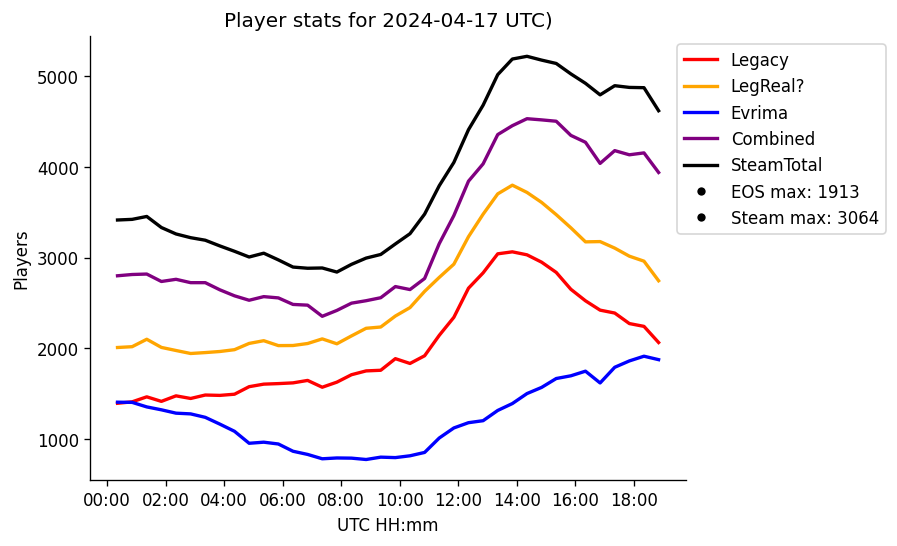 Player stats for 2024-04-17 UTC)
Legacy
LegReal?
Evrima
Combined
SteamTotal
EOS max: 1913
Steam max: 3064
Players
5000
4000
3000
2000
1000
00:00 02:00 04:00 06:00 08:00 10:00 12:00 14:00 16:00 18:00
UTC HH:mm